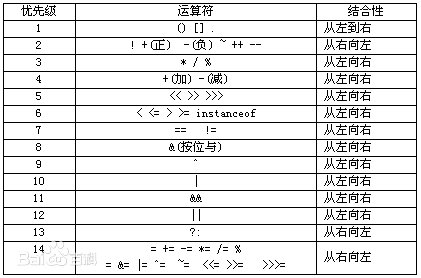 优先级 运算符 结合性
1 () [] . 从左到右
2 ! +(正) -(负) ~ ++ -- 从右向左
3 * / % 从左向右
4 +(加) -(减) 从左向右
5 << >> >>> 从左向右
6 < <= > >= instanceof 从左向右
7 == != 从左向右
8 &(按位与) 从左向右
9 ^ 从左向右
10 | 从左向右
11 && 从左向右
12 || 从左向右
13 ?: 从右向左
14 = += -= *= /= %= &= |= ^= ~= <<= >>= >>>= 从右向左
Bai 百科